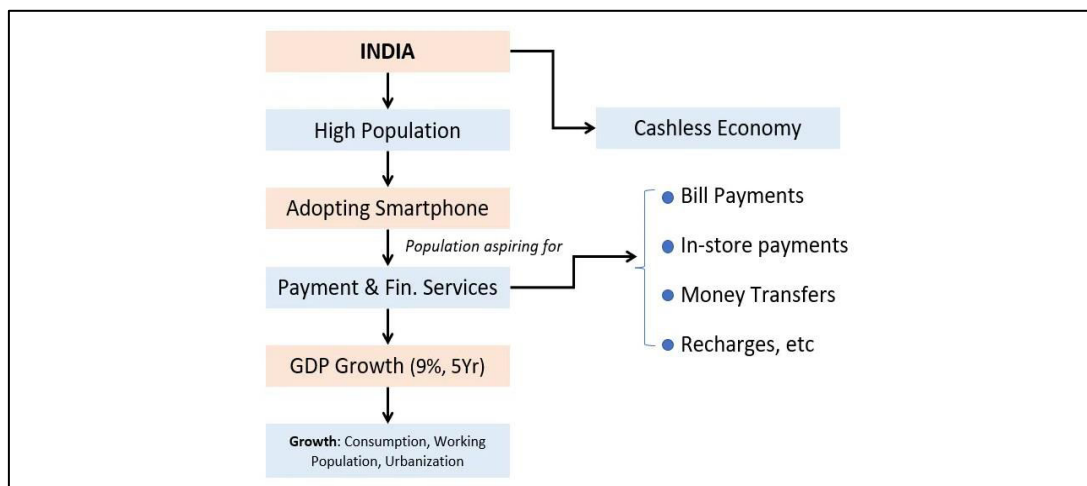 INDIA
High Population
Cashless Economy
Adopting Smartphone
Population aspiring for
Payment & Fin. Services
Bill Payments
In-store payments
Money Transfers
Recharges, etc
GDP Growth (9%, 5Yr)
Growth: Consumption, Working
Population, Urbanization